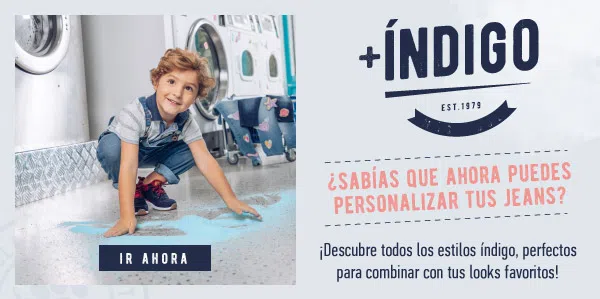 +ÍNDIGO
EST.1979
¿SABÍAS QUE AHORA PUEDES
PERSONALIZAR TUS JEANS?
¡Descubre todos los estilos índigo, perfectos
para combinar con tus looks favoritos!
IR AHORA